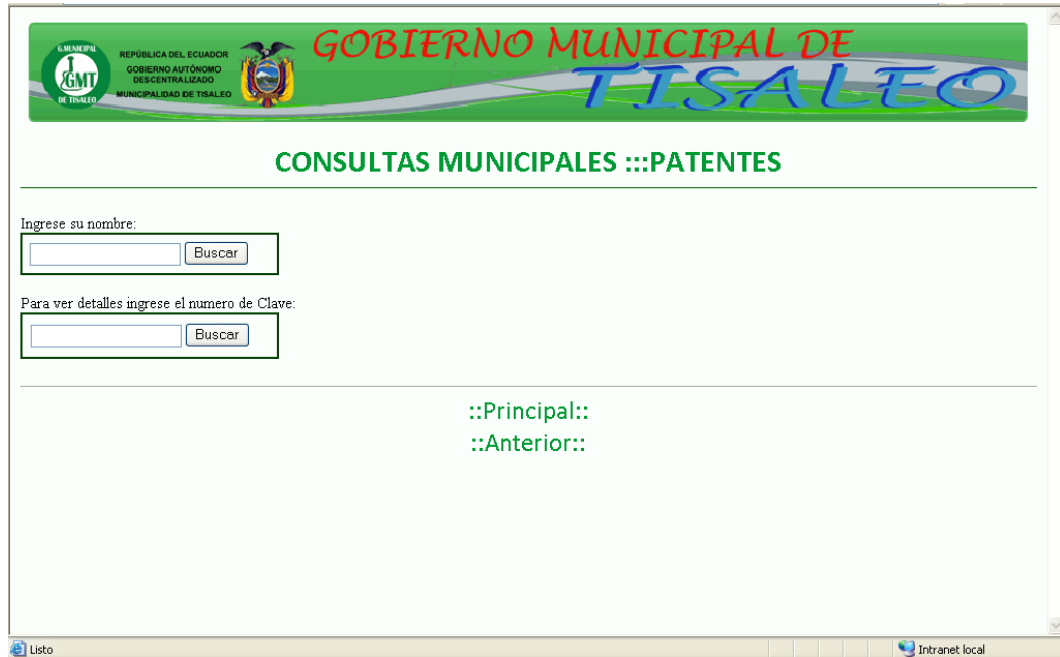 G.MUNICIPAL
GMT
DE TISALEO
REPÚBLICA DEL ECUADOR
GOBIERNO AUTÓNOMO
DESCENTRALIZADO
MUNICIPALIDAD DE TISALEO
GOBIERNO MUNICIPAL DE
TISALEO
CONSULTAS MUNICIPALES :::PATENTES
Ingrese su nombre:
Buscar
Para ver detalles ingrese el numero de Clave:
Buscar
::Principal::
::Anterior::
Listo
Intranet local